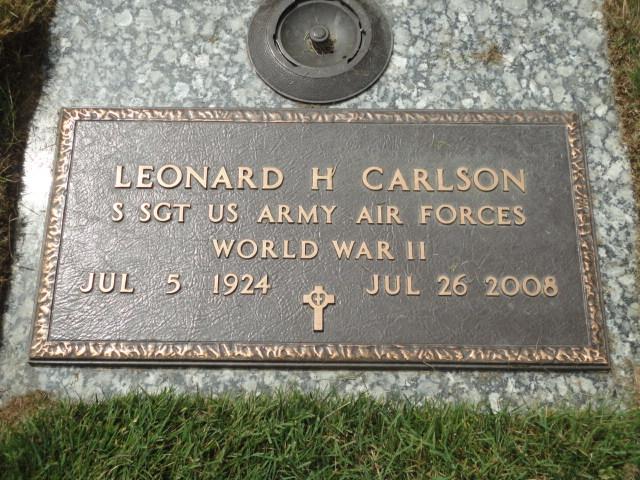 LEONARD H CARLSON
S SGT US ARMY AIR FORCES
WORLD WAR II
JUL 5 1924 JUL 26 2008